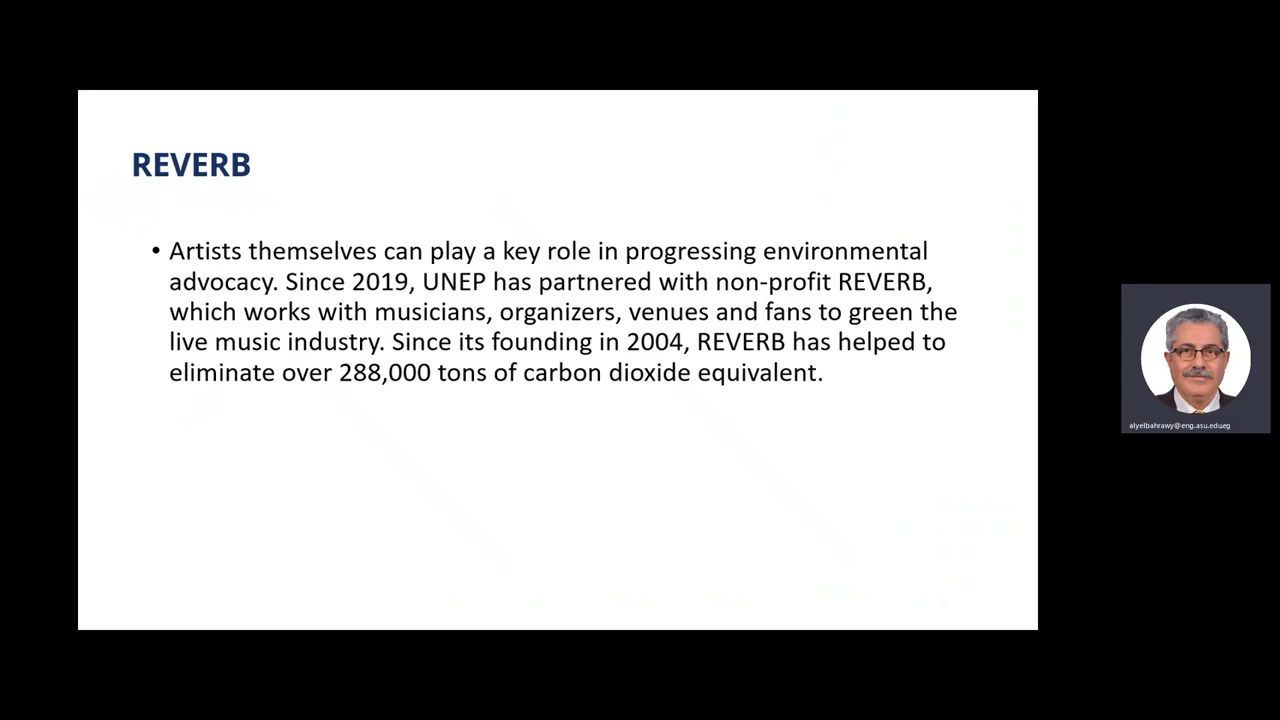 REVERB
• Artists themselves can play a key role in progressing environmental
advocacy. Since 2019, UNEP has partnered with non-profit REVERB,
which works with musicians, organizers, venues and fans to green the
live music industry. Since its founding in 2004, REVERB has helped to
eliminate over 288,000 tons of carbon dioxide equivalent.
alyelbahrawy@eng.asu.edu.eg